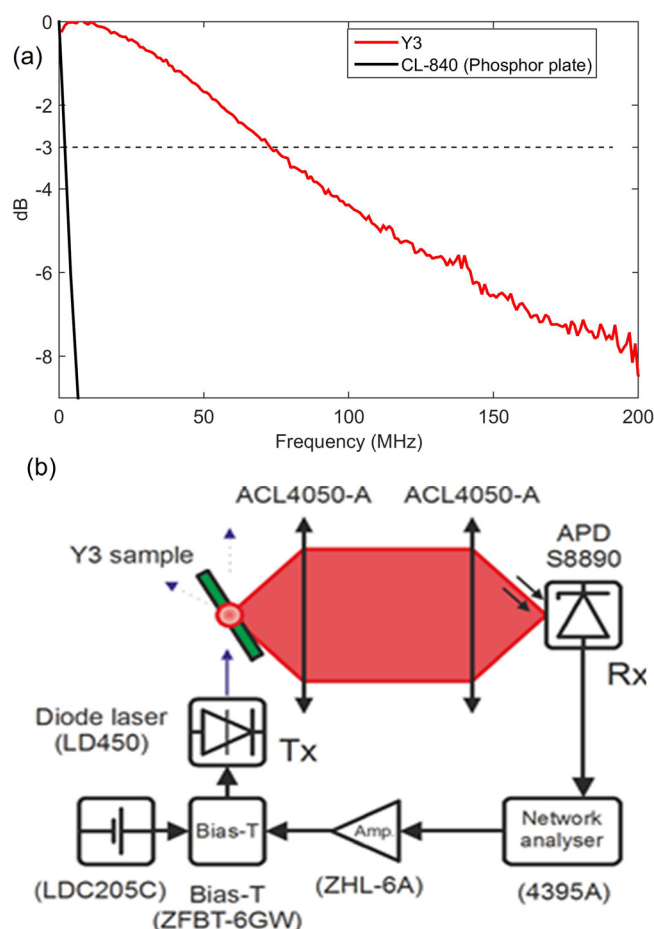 (a)
0
-2
-3
-4
-6
-8
dB
Y3
CL-840 (Phosphor plate)
0
50
100
150
200
Frequency (MHz)
(b)
ACL4050-A
ACL4050-A
APD
S8890
Y3 sample
Rx
Diode laser
(LD450)
Tx
Bias-T
Amp.
Network
analyser
(LDC205C)
Bias-T
(ZFBT-6GW)
(ZHL-6A)
(4395A)